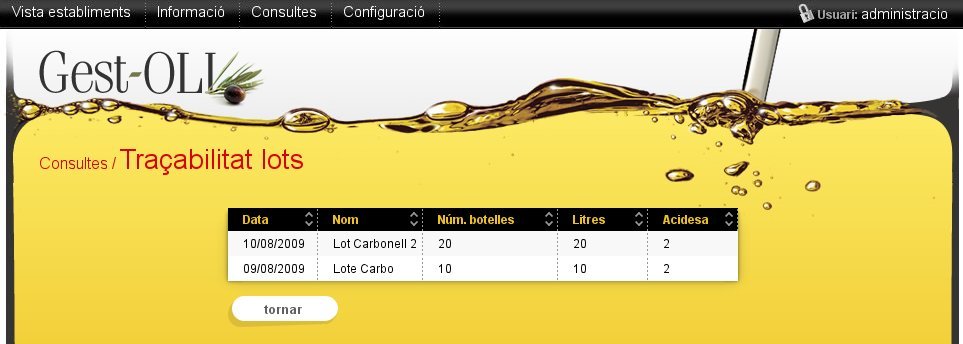 Vista establiments Informació Consultes Configuració Usuari: administracio
Gest-OLI
Consultes / Traçabilitat lots
Data Nom Núm. botelles Litres Acidesa
10/08/2009 Lot Carbonell 2 20 20 2
09/08/2009 Lote Carbo 10 10 2
tornar